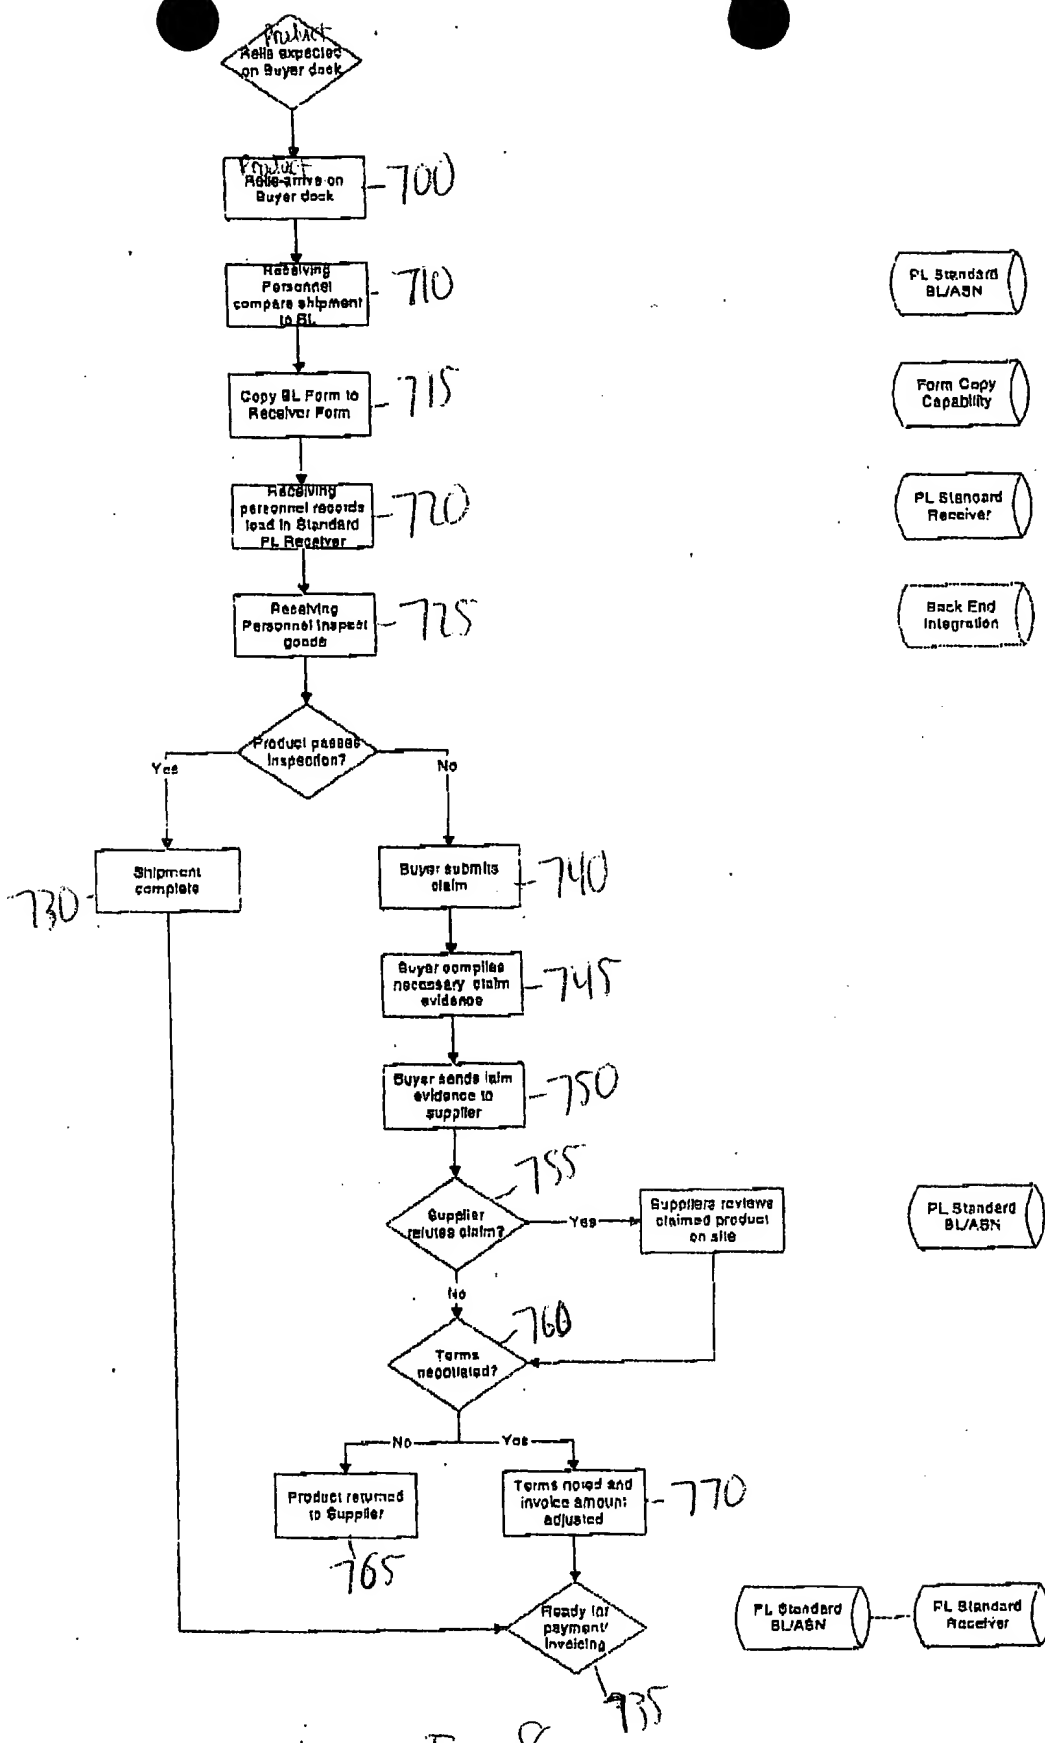 Product
Rolls expected
on Buyer dock
Product
Rolls arrive on
Buyer dock
700
Receiving
Personnel
compare shipment
to BL
710
PL Standard
BL/ASN
Copy BL Form to
Receiver Form
715
Form Copy
Capability
Receiving
personnel records
load in Standard
PL Receiver
720
PL Standard
Receiver
Receiving
Personnel inspect
goods
725
Back End
Integration
Product passes
inspection?
Yes
No
Shipment
complete
730
Buyer submits
claim
740
Buyer compiles
necessary claim
evidence
745
Buyer sends laim
evidence to
supplier
750
755
Supplier
refutes claim?
Yes
Suppliers reviews
claimed product
on site
PL Standard
BL/ASN
No
760
Terms
negotiated?
No
Yes
Product returned
to Supplier
765
Terms noted and
invoice amount
adjusted
770
Ready for
payment/
invoicing
735
PL Standard
BL/ASN
PL Standard
Receiver